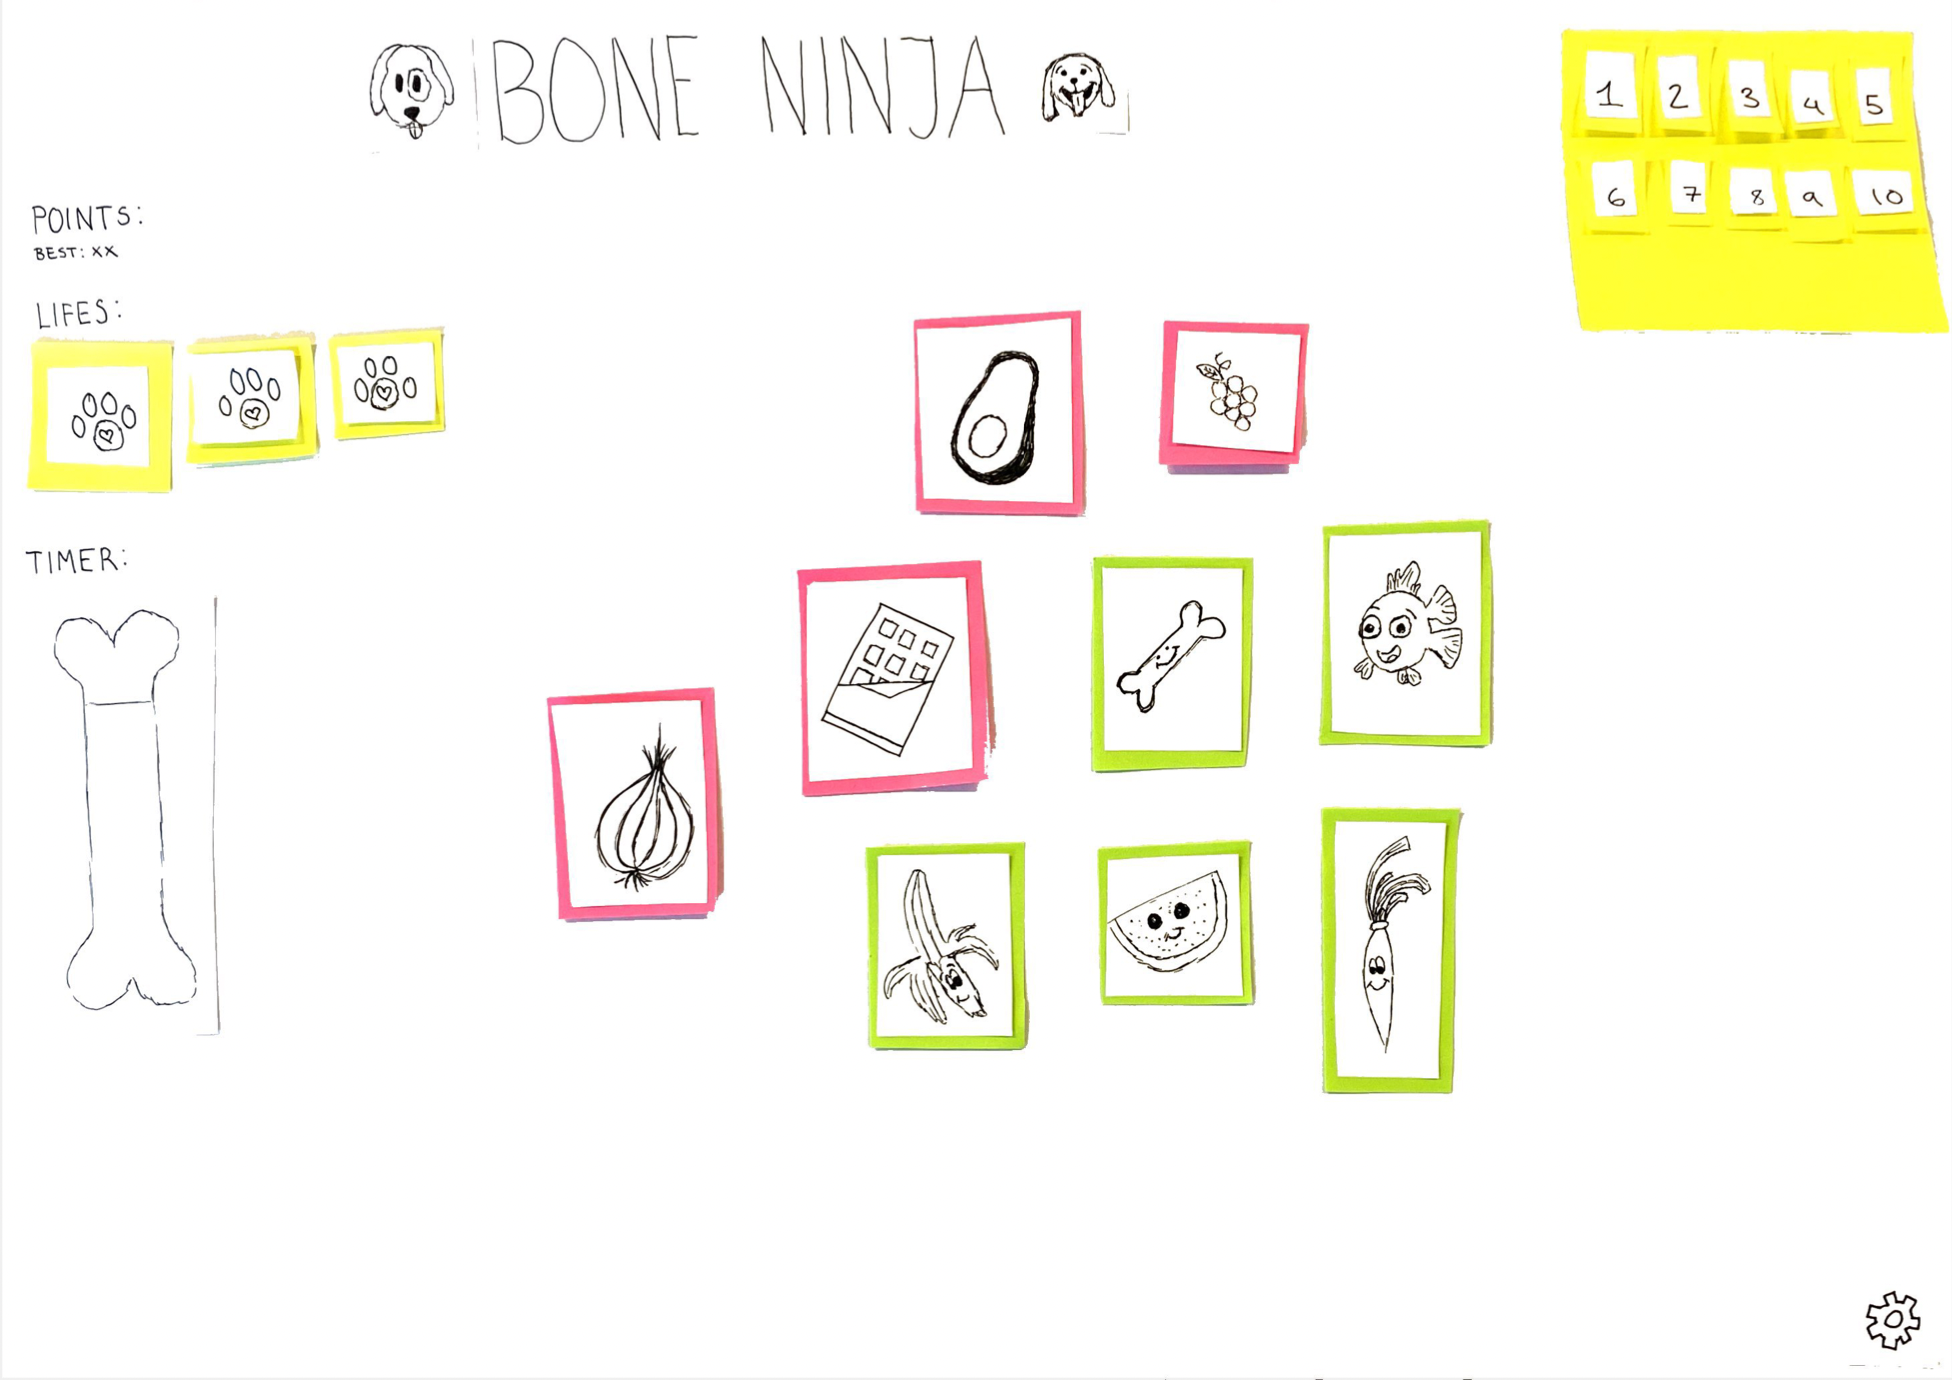 BONE NINJA
1 2 3 4 5
6 7 8 9 10
POINTS:
BEST: XX
LIFES:
TIMER: